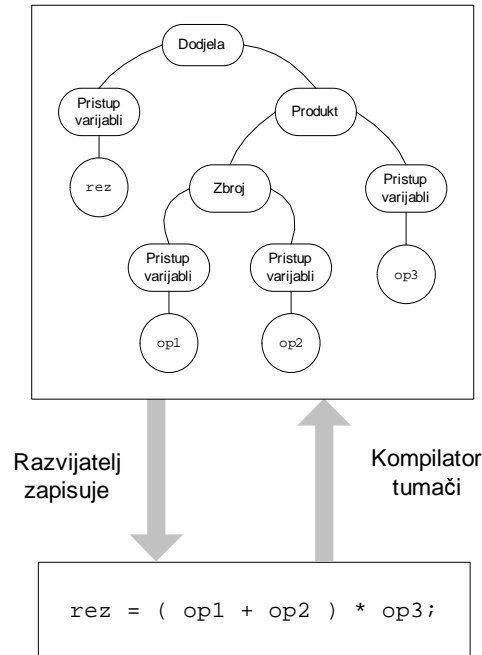 Dodjela
Pristup
varijabli
Produkt
rez
Zbroj
Pristup
varijabli
Pristup
varijabli
Pristup
varijabli
op3
op1
op2
Razvijatelj
zapisuje
Kompilator
tumači
rez = ( op1 + op2 ) * op3;